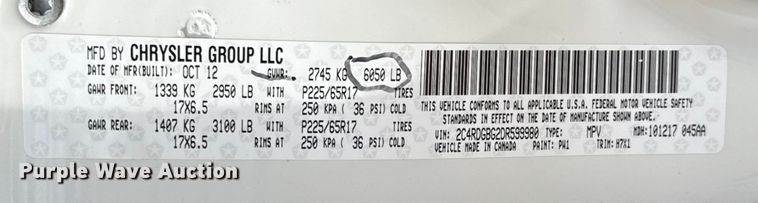 MFD BY CHRYSLER GROUP LLC
DATE OF MFR(BUILT): OCT 12 GVWR: 2745 KG 6050 LB
GAWR FRONT: 1339 KG 2950 LB WITH P225/65R17 TIRES
17X6.5 RIMS AT 250 KPA ( 36 PSI) COLD
GAWR REAR: 1407 KG 3100 LB WITH P225/65R17 TIRES
17X6.5 RIMS AT 250 KPA ( 36 PSI) COLD
THIS VEHICLE CONFORMS TO ALL APPLICABLE U.S.A. FEDERAL MOTOR VEHICLE SAFETY
STANDARDS IN EFFECT ON THE DATE OF MANUFACTURE SHOWN ABOVE.
VIN: 2C4RDGBG2DR599980 TYPE: MPV MDH:101217 045AA
VEHICLE MADE IN CANADA PAINT: PW1 TRIM: H7X1
Purple Wave Auction